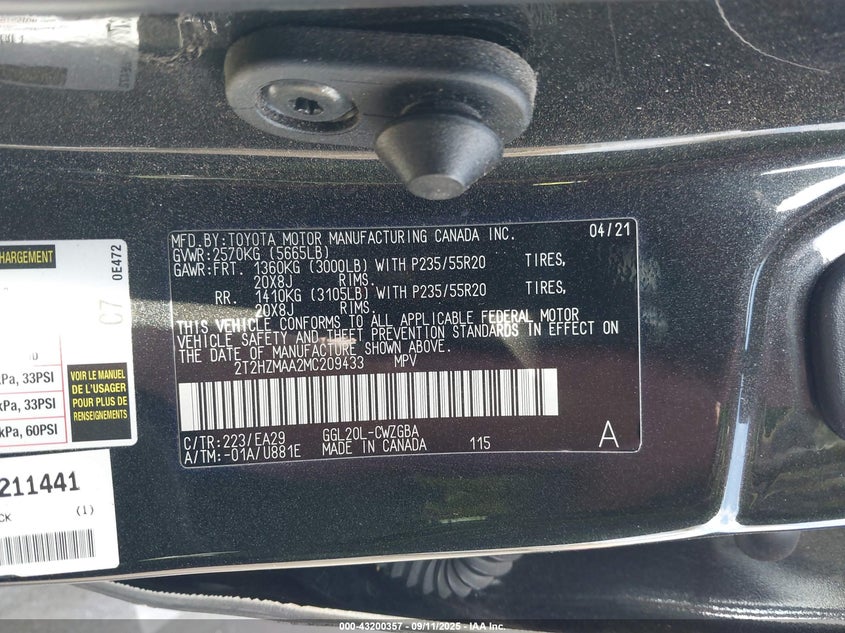 MFD.BY:TOYOTA MOTOR MANUFACTURING CANADA INC. 04/21
GVWR:2570KG (5665LB)
GAWR:FRT. 1360KG (3000LB) WITH P235/55R20 TIRES,
20X8J RIMS.
RR. 1410KG (3105LB) WITH P235/55R20 TIRES,
20X8J RIMS.
THIS VEHICLE CONFORMS TO ALL APPLICABLE FEDERAL MOTOR
VEHICLE SAFETY AND THEFT PREVENTION STANDARDS IN EFFECT ON
THE DATE OF MANUFACTURE SHOWN ABOVE.
2T2HZMAA2MC209433 MPV
C/TR:223/EA29 GGL20L-CWZGBA
A/TM:-01A/U881E MADE IN CANADA 115 A
CHARGEMENT
0E472
C7
kPa, 33PSI
kPa, 33PSI
kPa, 60PSI
VOIR LE MANUEL
DE L'USAGER
POUR PLUS DE
RENSEIGNEMENTS
211441
CK (1)
000-43200357 - 09/11/2025 - IAA Inc.